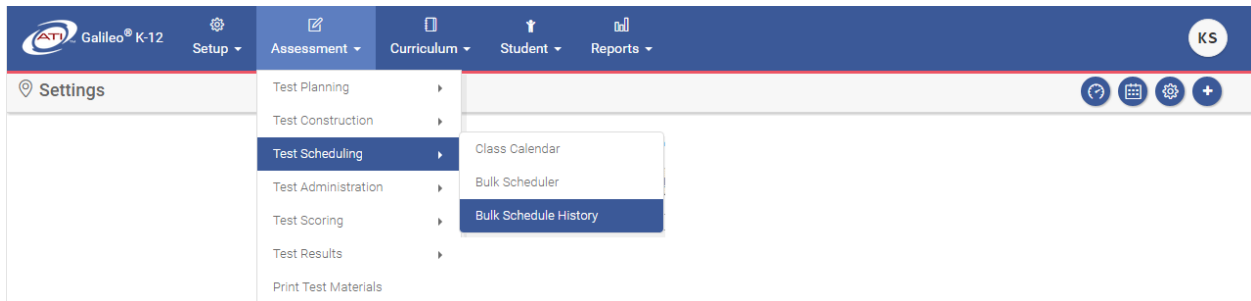 ATI Galileo® K-12
Setup
Assessment
Curriculum
Student
Reports
KS
Settings
Test Planning
Test Construction
Test Scheduling
Class Calendar
Bulk Scheduler
Bulk Schedule History
Test Administration
Test Scoring
Test Results
Print Test Materials